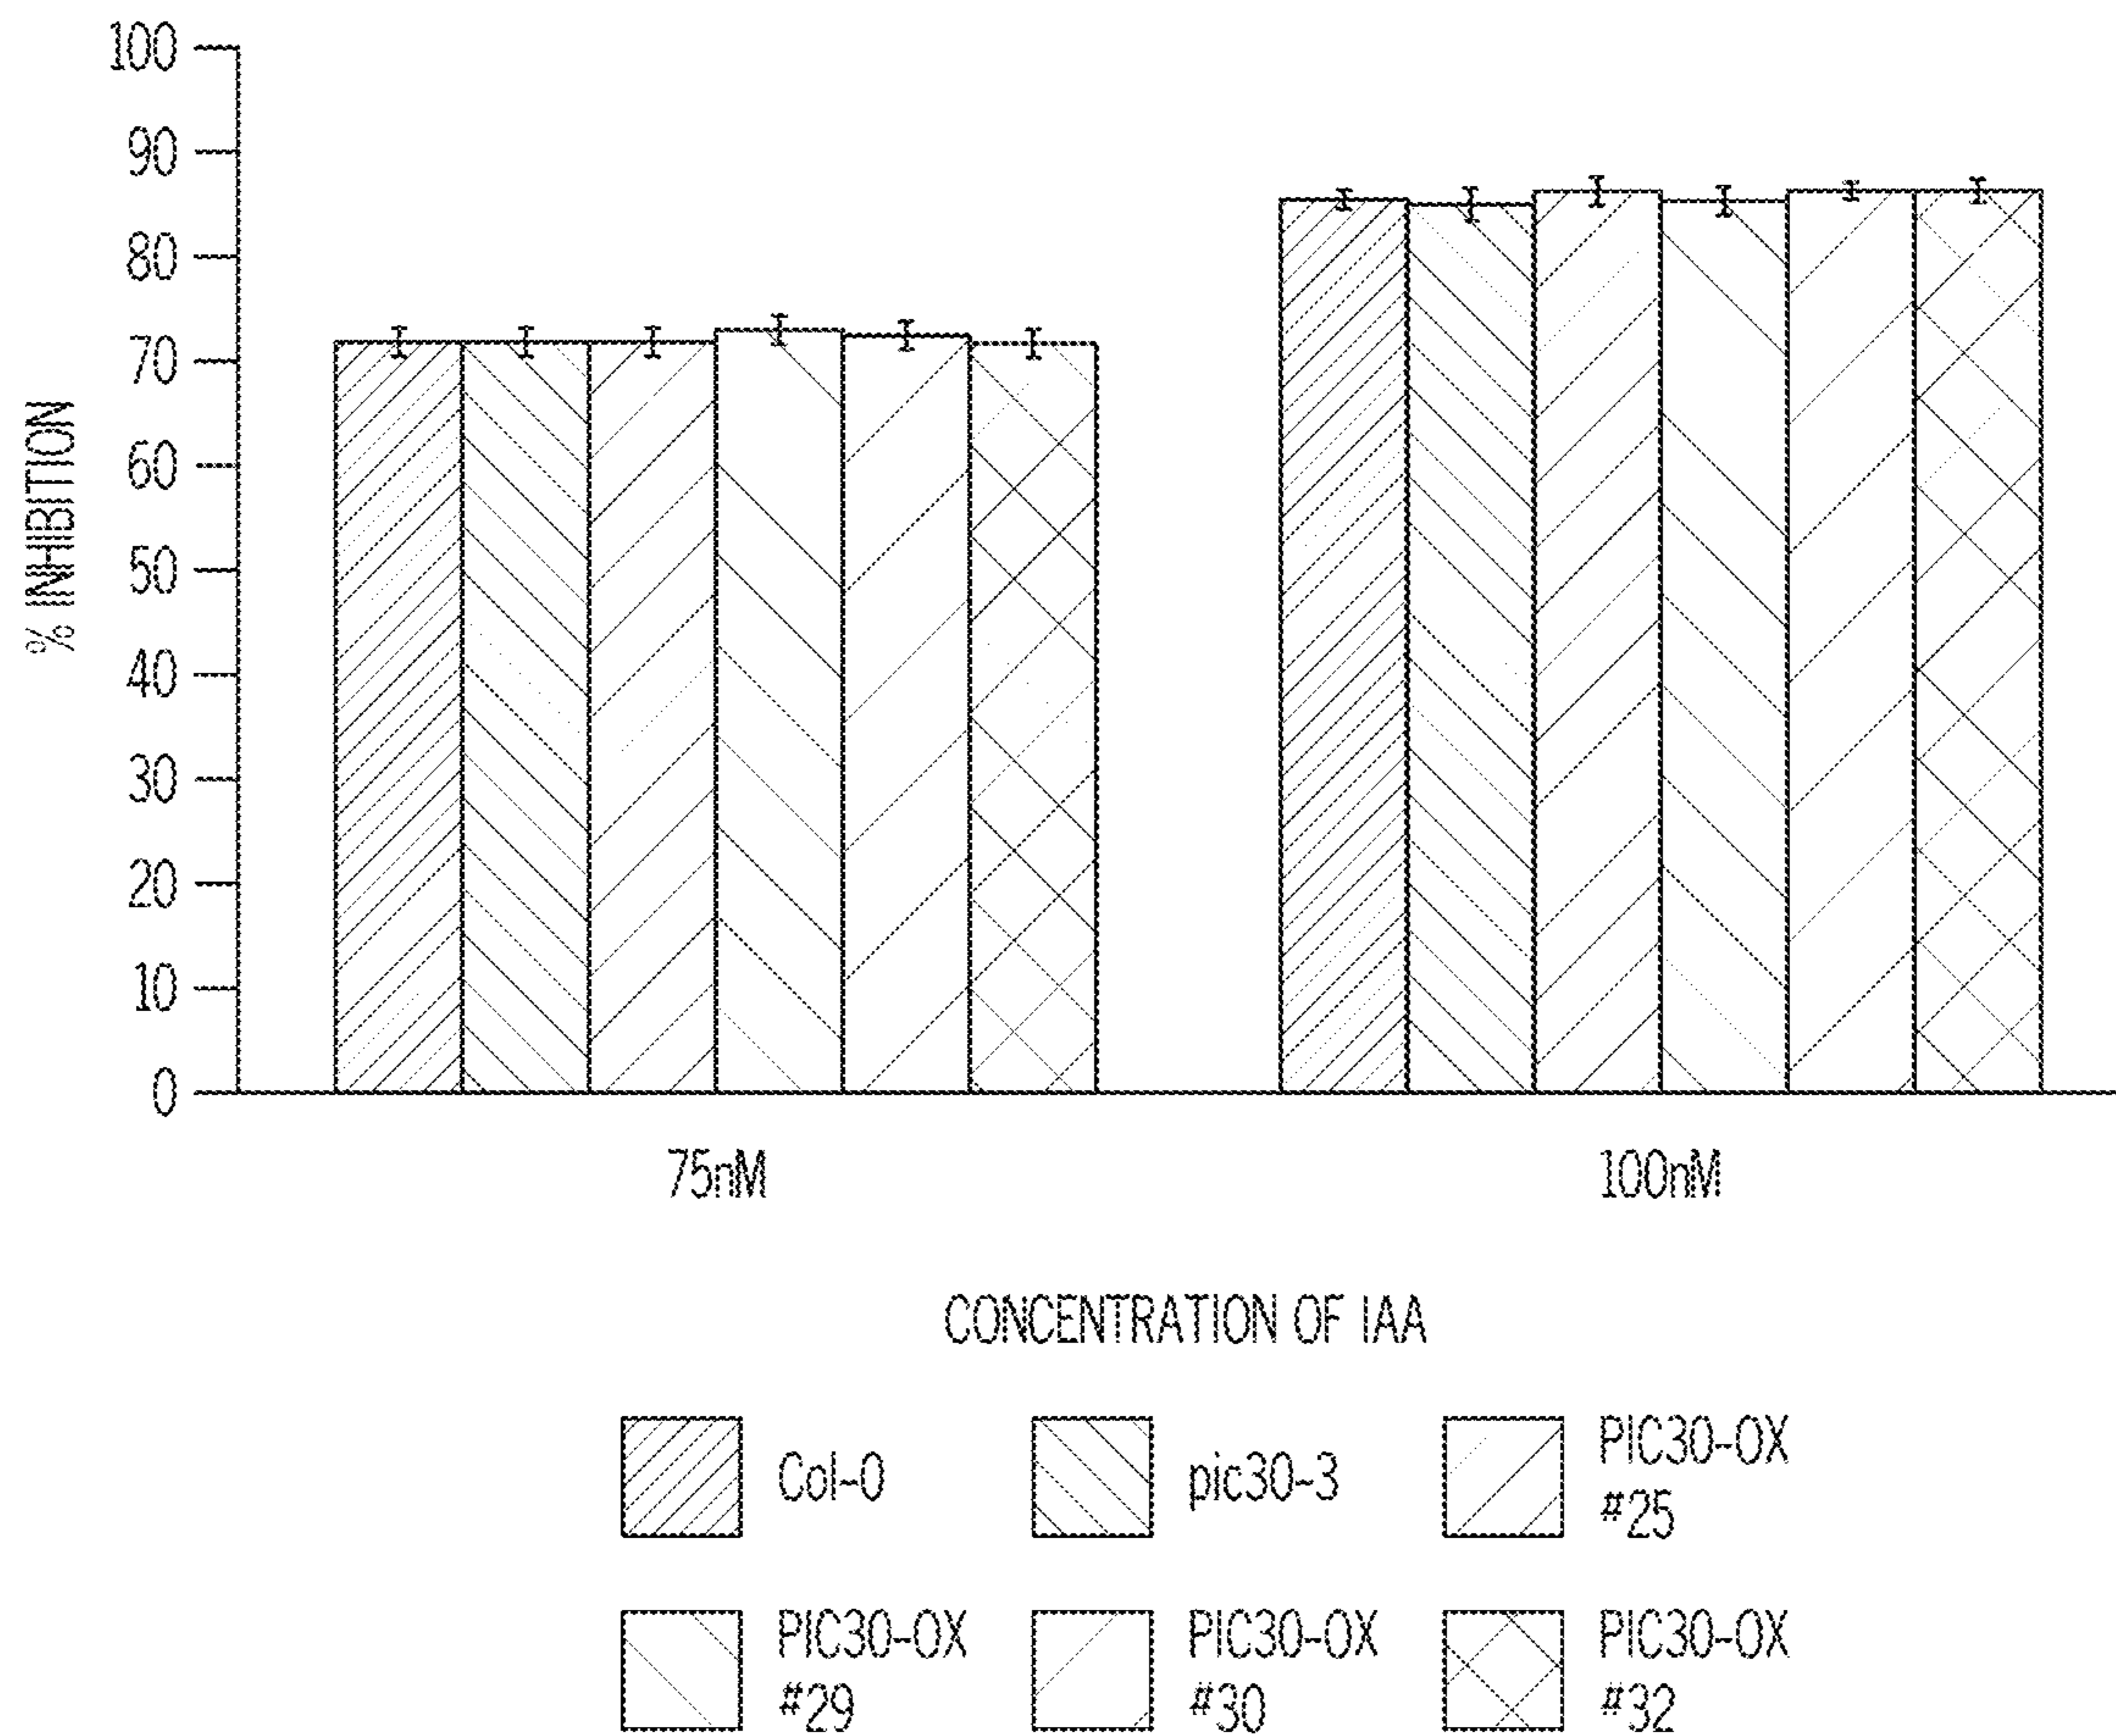 100
90
80
70
60
50
40
30
20
10
0
% INHIBITION
75nM
100nM
CONCENTRATION OF IAA
Col-0
pic30-3
PIC30-OX
#25
PIC30-OX
#29
PIC30-OX
#30
PIC30-OX
#32